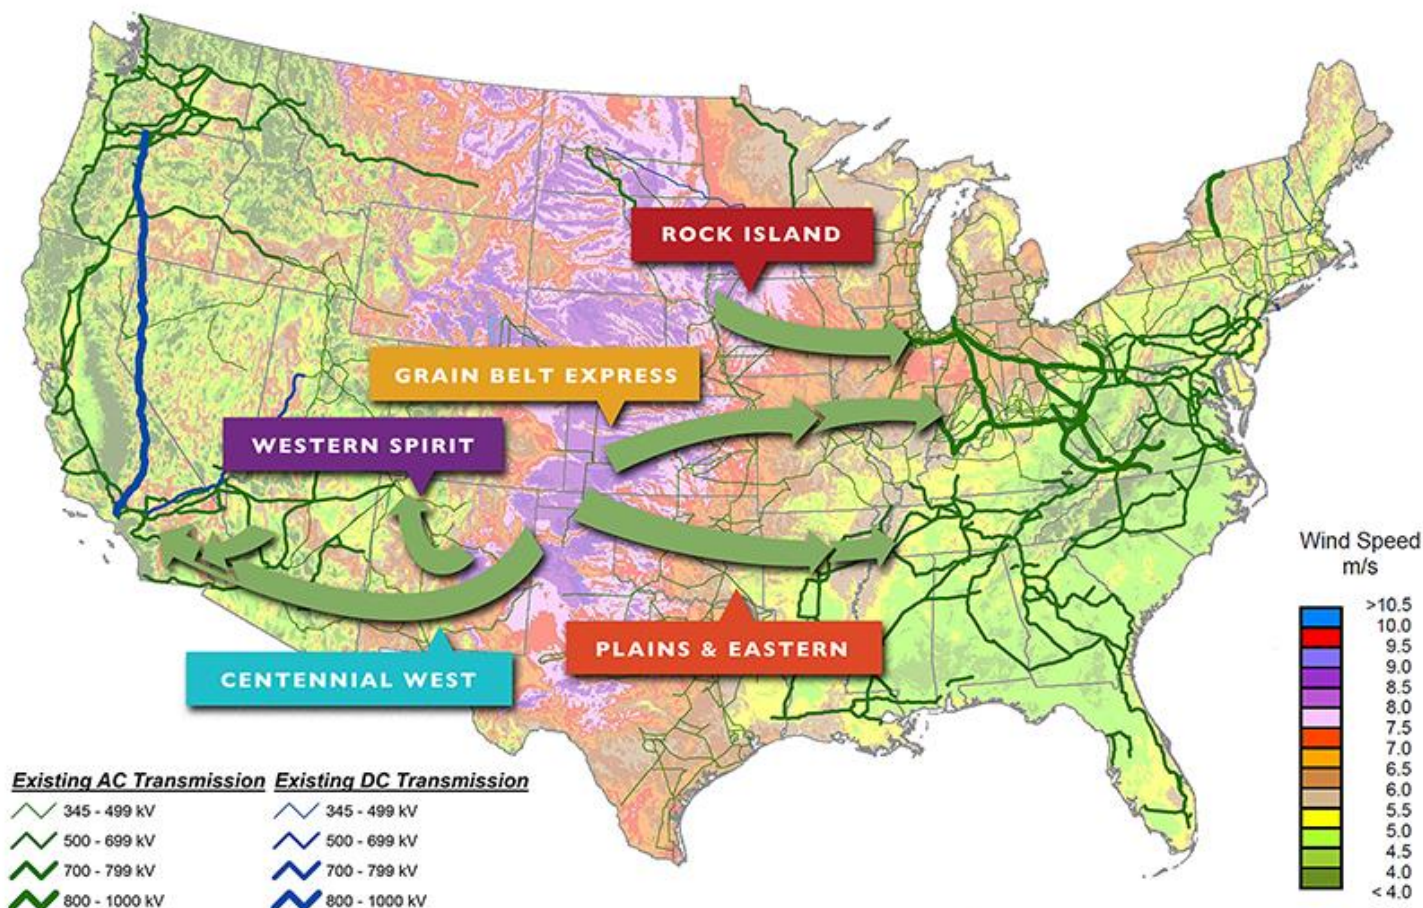 ROCK ISLAND
GRAIN BELT EXPRESS
WESTERN SPIRIT
PLAINS & EASTERN
CENTENNIAL WEST
Wind Speed
m/s
>10.5
10.0
9.5
9.0
8.5
8.0
7.5
7.0
6.5
6.0
5.5
5.0
4.5
4.0
< 4.0
Existing AC Transmission
345 - 499 kV
500 - 699 kV
700 - 799 kV
800 - 1000 kV
Existing DC Transmission
345 - 499 kV
500 - 699 kV
700 - 799 kV
800 - 1000 kV